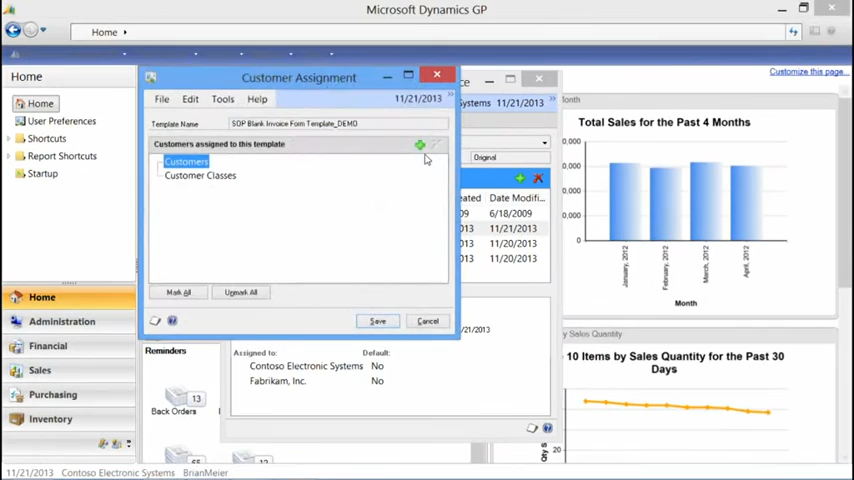 Microsoft Dynamics GP
Home
Customize this page...
Home
Home
User Preferences
Shortcuts
Report Shortcuts
Startup
Home
Administration
Financial
Sales
Purchasing
Inventory
Customer Assignment
File Edit Tools Help 11/21/2013
Template Name SOP Blank Invoice Form Template_DEMO
Customers assigned to this template
Customers
Customer Classes
Mark All Unmark All
Save Cancel
Systems 11/21/2013
Original
Date Modifi...
6/18/2009
11/21/2013
11/20/2013
11/20/2013
Assigned to: Default:
Contoso Electronic Systems No
Fabrikam, Inc. No
Reminders
13
Back Orders
12
Total Sales for the Past 4 Months
0
January, 2012
February, 2012
March, 2012
April, 2012
Month
by Sales Quantity
10 Items by Sales Quantity for the Past 30
Days
20
11/21/2013 Contoso Electronic Systems BrianMeier